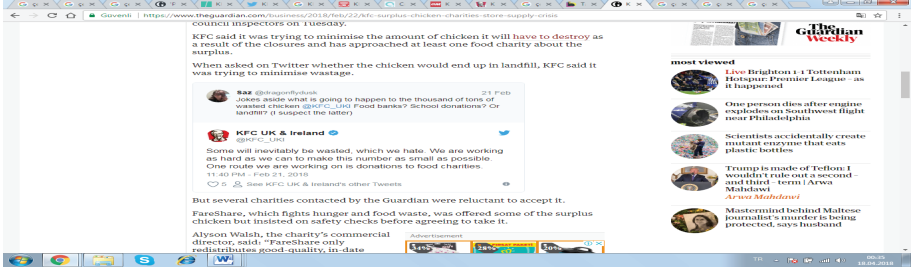 Güvenli | https://www.theguardian.com/business/2018/feb/22/kfc-surplus-chicken-charities-store-supply-crisis
council inspectors on Tuesday.
KFC said it was trying to minimise the amount of chicken it will have to destroy as
a result of the closures and has approached at least one food charity about the
surplus.
When asked on Twitter whether the chicken would end up in landfill, KFC said it
was trying to minimise wastage.
Saz @dragonflydusk 21 Feb
Jokes aside what is going to happen to the thousand of tons of
wasted chicken @KFC_UKI Food banks? School donations? Or
landfill? (I suspect the latter)
KFC UK & Ireland
@KFC_UKI
Some will inevitably be wasted, which we hate. We are working
as hard as we can to make this number as small as possible.
One route we are working on is donations to food charities.
11:40 PM - Feb 21, 2018
5 See KFC UK & Ireland's other Tweets
But several charities contacted by the Guardian were reluctant to accept it.
FareShare, which fights hunger and food waste, was offered some of the surplus
chicken but insisted on safety checks before agreeing to take it.
Alyson Walsh, the charity's commercial
director, said: "FareShare only
redistributes good-quality, in-date
Advertisement
34%
28%
20%
The
Guardian
Weekly
most viewed
Live Brighton 1-1 Tottenham
Hotspur: Premier League - as
it happened
One person dies after engine
explodes on Southwest flight
near Philadelphia
Scientists accidentally create
mutant enzyme that eats
plastic bottles
Trump is made of Teflon: I
wouldn't rule out a second -
and third - term | Arwa
Mahdawi
Arwa Mahdawi
Mastermind behind Maltese
journalist's murder is being
protected, says husband
TR
00:35
18.04.2018